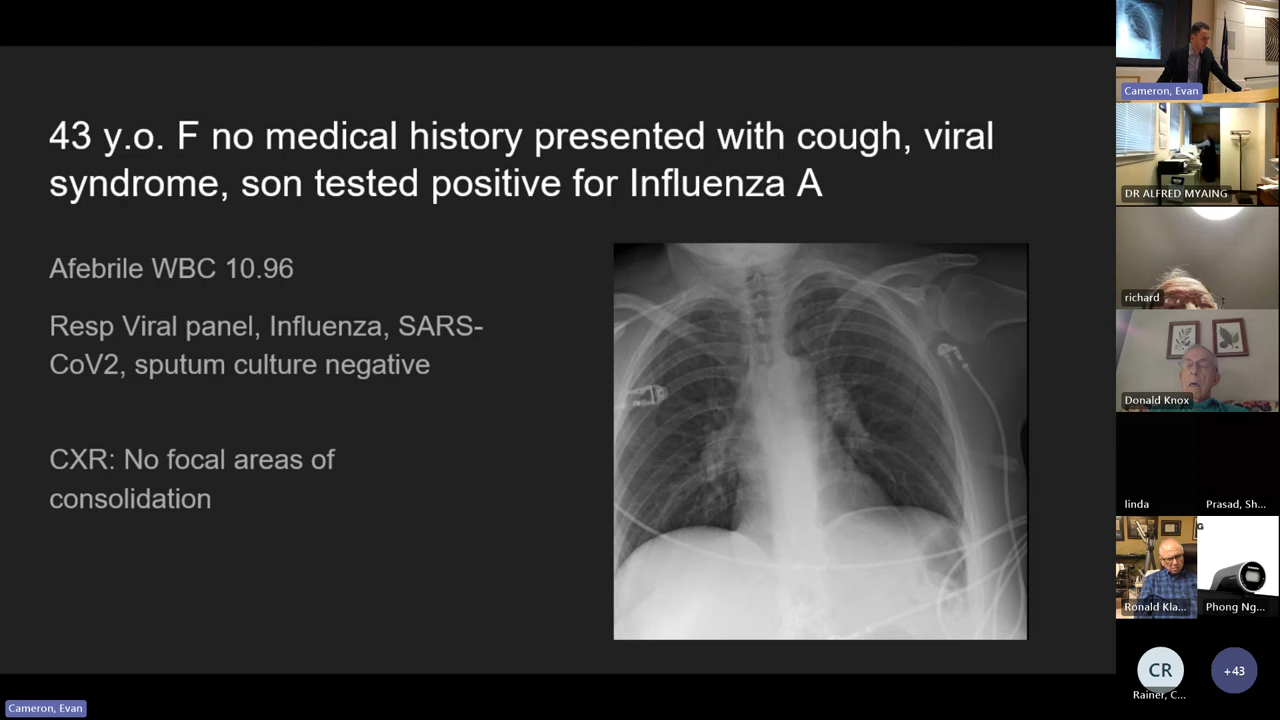 43 y.o. F no medical history presented with cough, viral
syndrome, son tested positive for Influenza A
Afebrile WBC 10.96
Resp Viral panel, Influenza, SARS-
CoV2, sputum culture negative
CXR: No focal areas of
consolidation
Cameron, Evan
DR ALFRED MYAING
richard
Donald Knox
linda
Prasad, Sh...
G
Ronald Kla...
Phong Ng...
CR
Rainer, C...
+43
Cameron, Evan